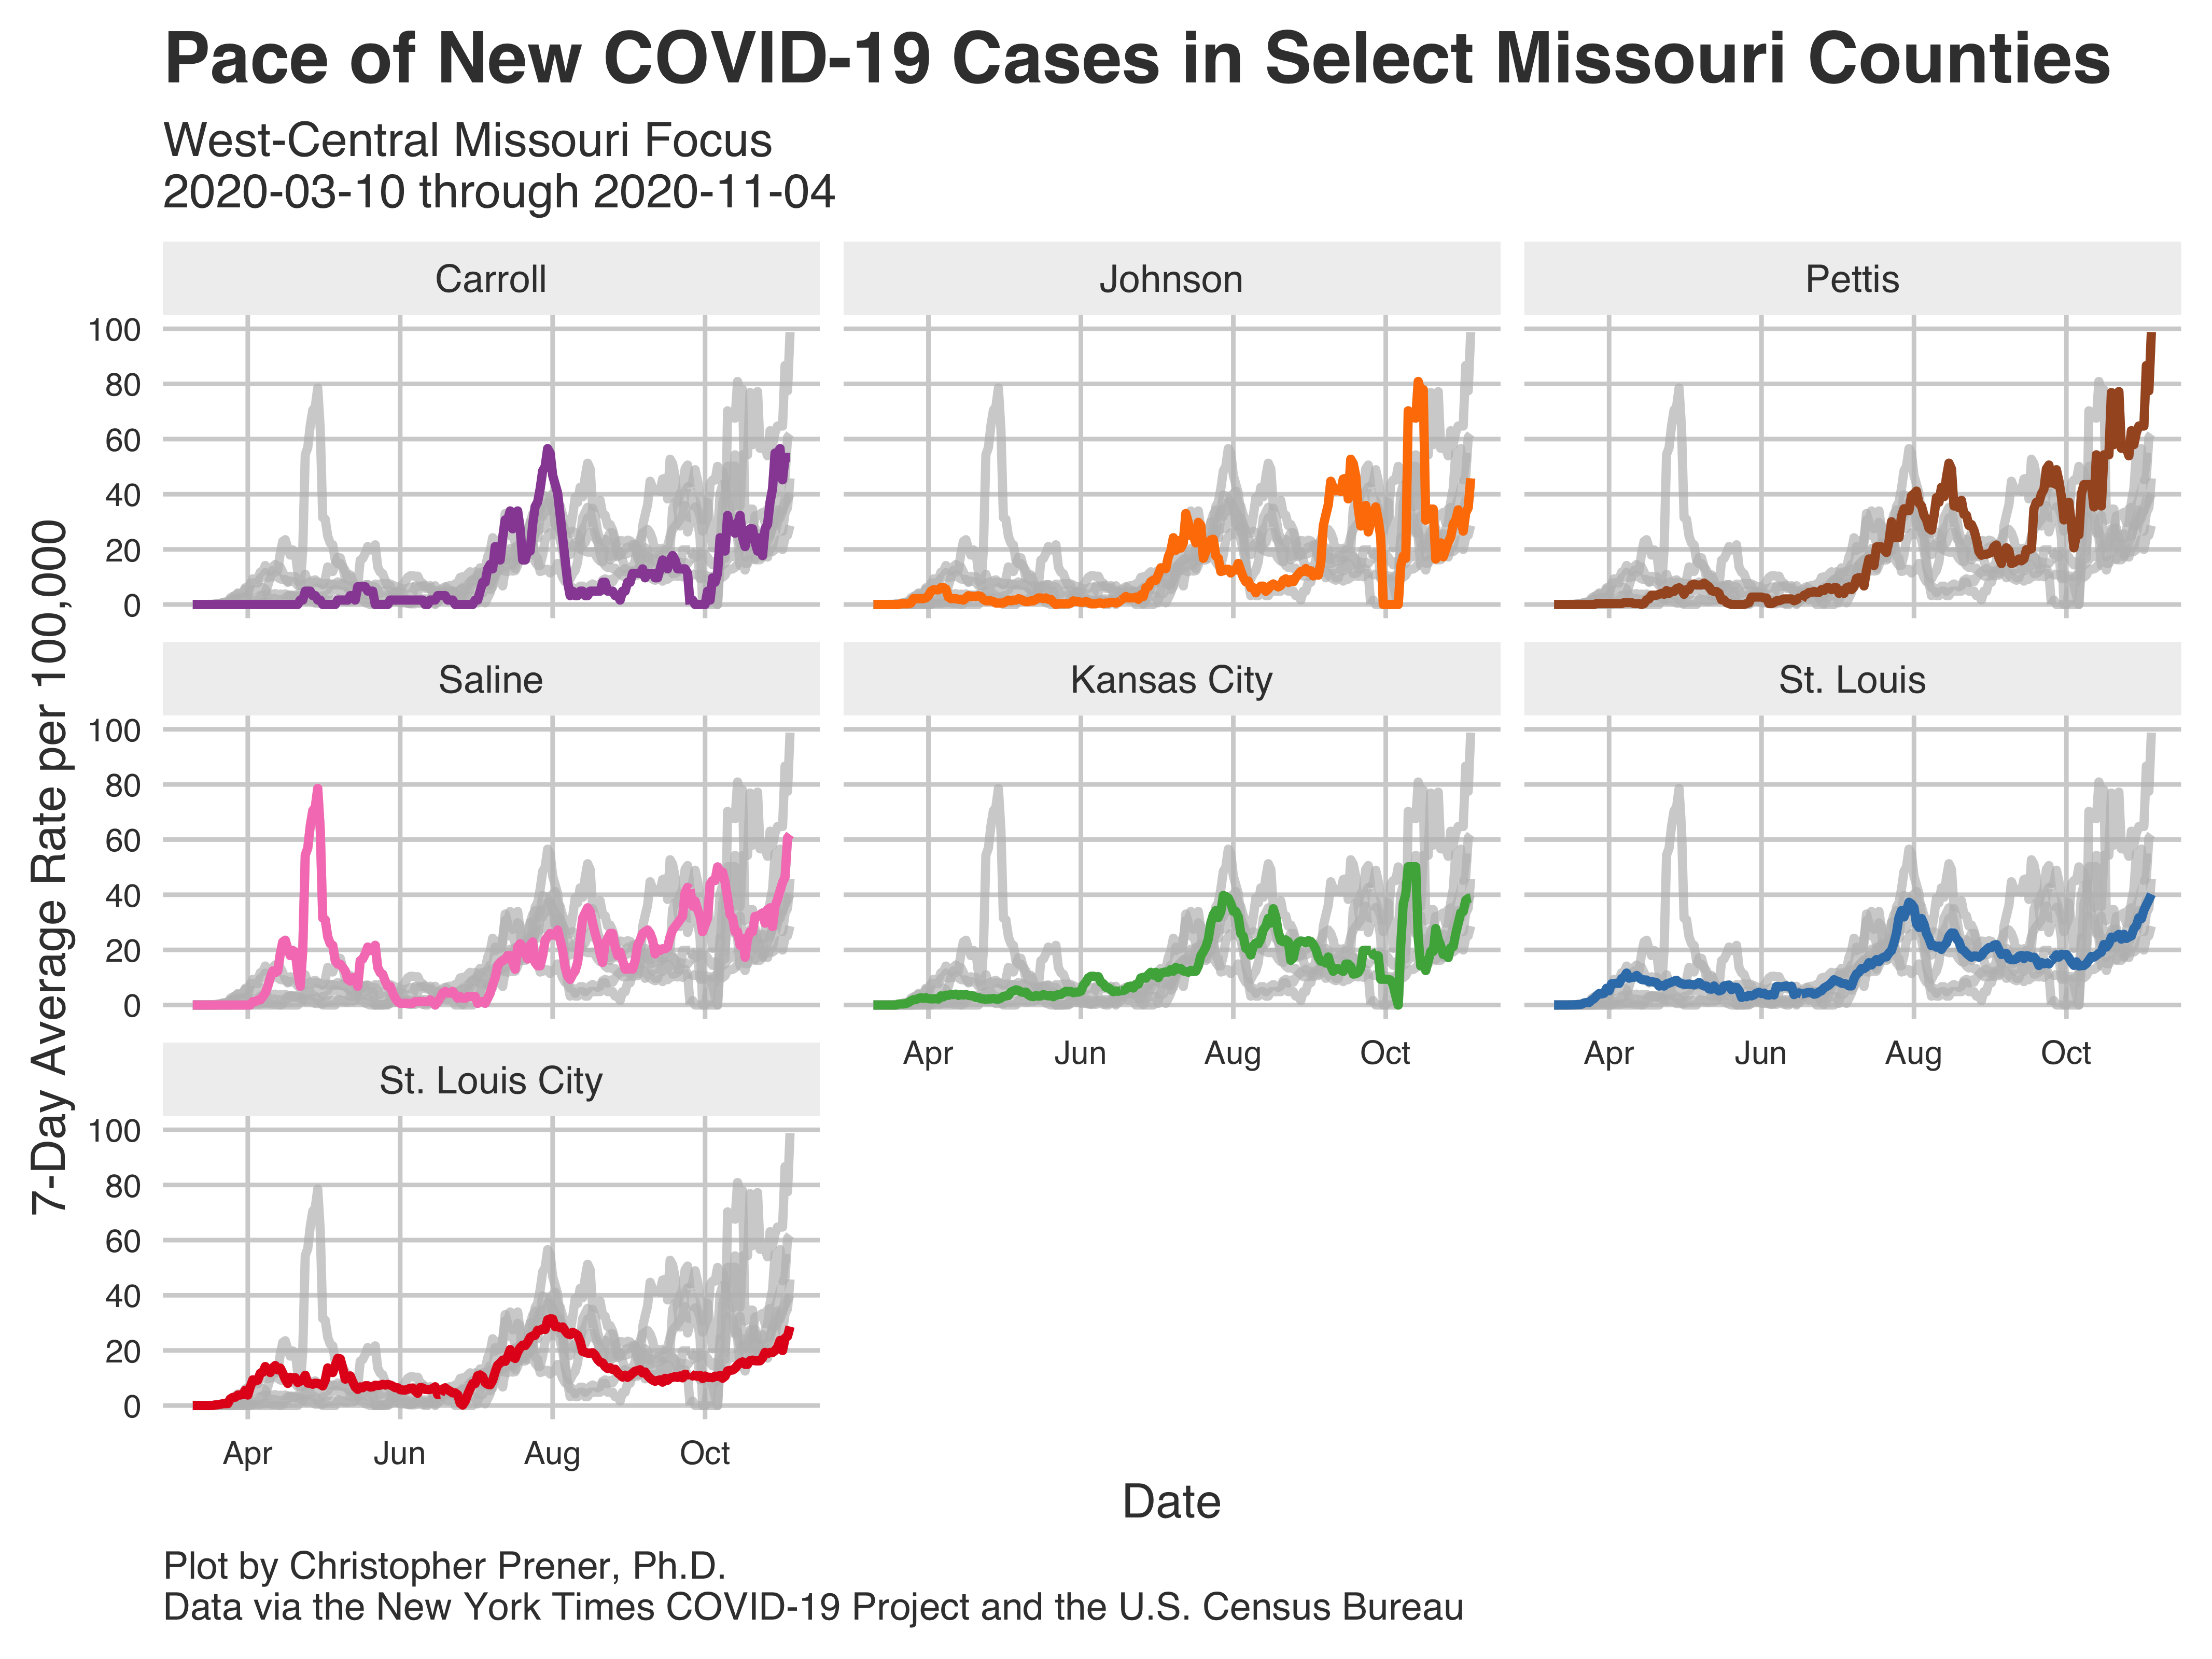 Pace of New COVID-19 Cases in Select Missouri Counties
West-Central Missouri Focus
2020-03-10 through 2020-11-04
Carroll
Johnson
Pettis
100
80
60
40
20
0
Saline
Kansas City
St. Louis
100
80
60
40
20
0
Apr
Jun
Aug
Oct
Apr
Jun
Aug
Oct
St. Louis City
100
80
60
40
20
0
Apr
Jun
Aug
Oct
7-Day Average Rate per 100,000
Date
Plot by Christopher Prener, Ph.D.
Data via the New York Times COVID-19 Project and the U.S. Census Bureau